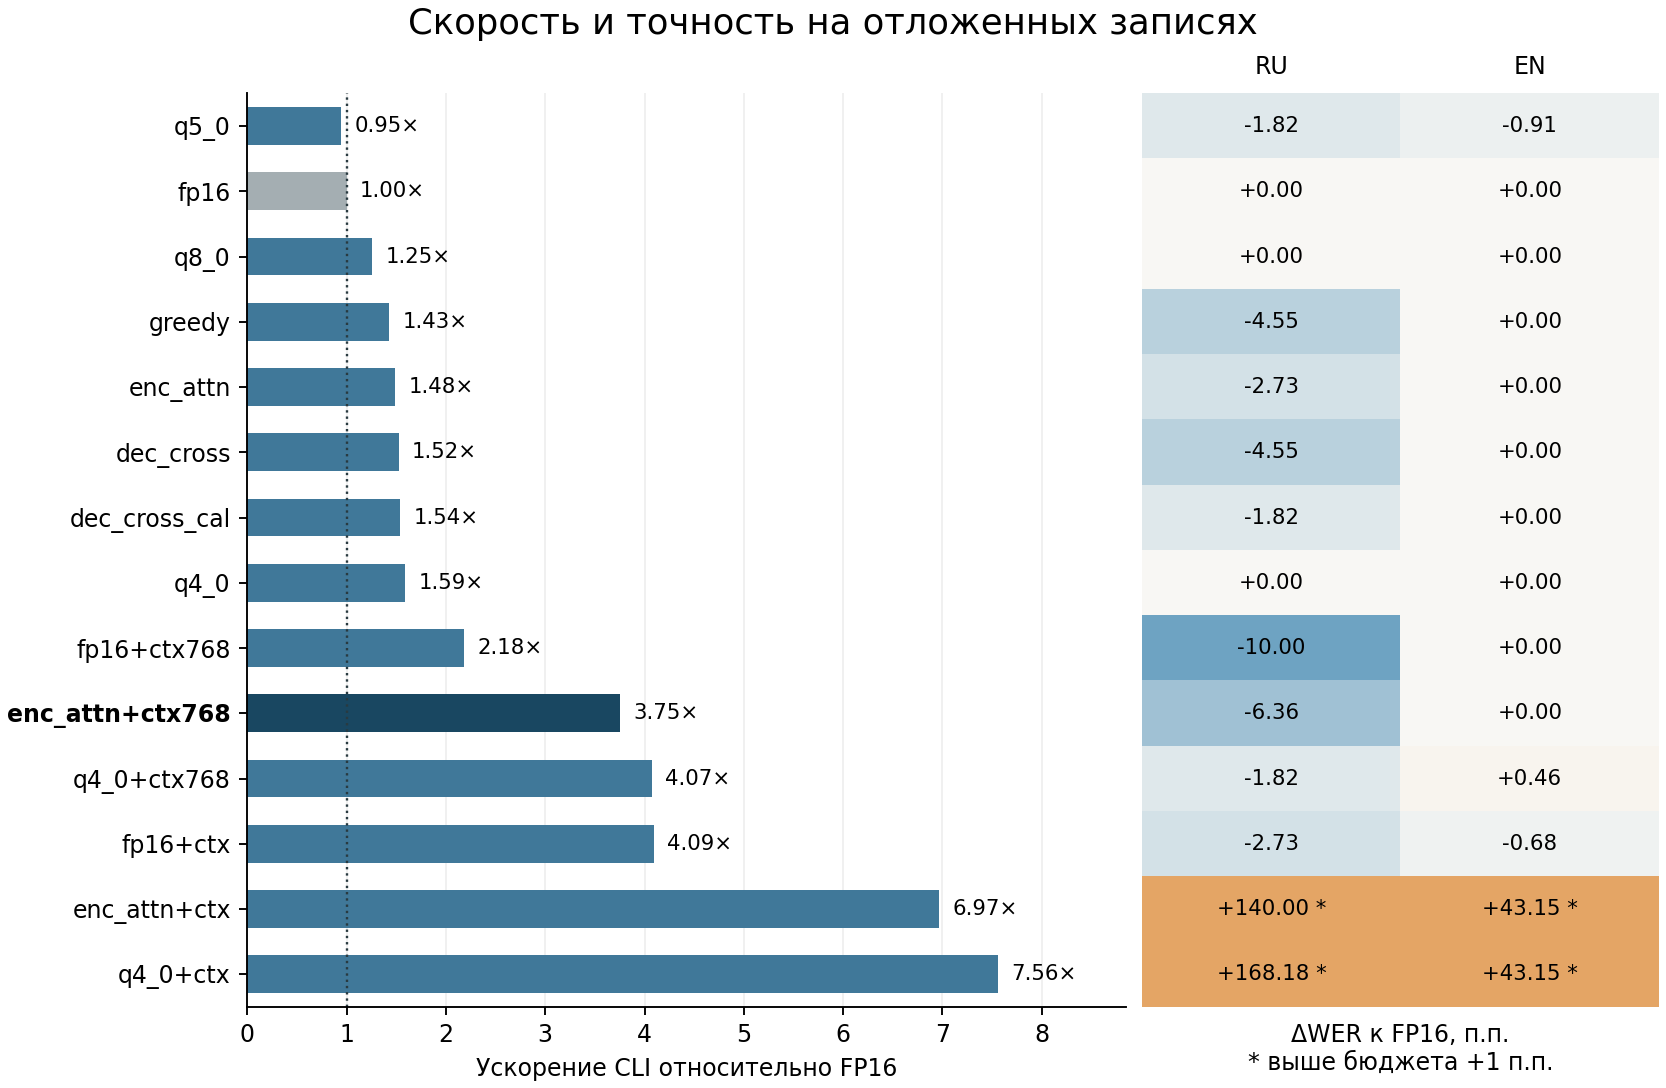 Скорость и точность на отложенных записях
RU EN
q5_0 0.95× -1.82 -0.91
fp16 1.00× +0.00 +0.00
q8_0 1.25× +0.00 +0.00
greedy 1.43× -4.55 +0.00
enc_attn 1.48× -2.73 +0.00
dec_cross 1.52× -4.55 +0.00
dec_cross_cal 1.54× -1.82 +0.00
q4_0 1.59× +0.00 +0.00
fp16+ctx768 2.18× -10.00 +0.00
enc_attn+ctx768 3.75× -6.36 +0.00
q4_0+ctx768 4.07× -1.82 +0.46
fp16+ctx 4.09× -2.73 -0.68
enc_attn+ctx 6.97× +140.00 * +43.15 *
q4_0+ctx 7.56× +168.18 * +43.15 *
0 1 2 3 4 5 6 7 8
Ускорение CLI относительно FP16
ΔWER к FP16, п.п.
* выше бюджета +1 п.п.